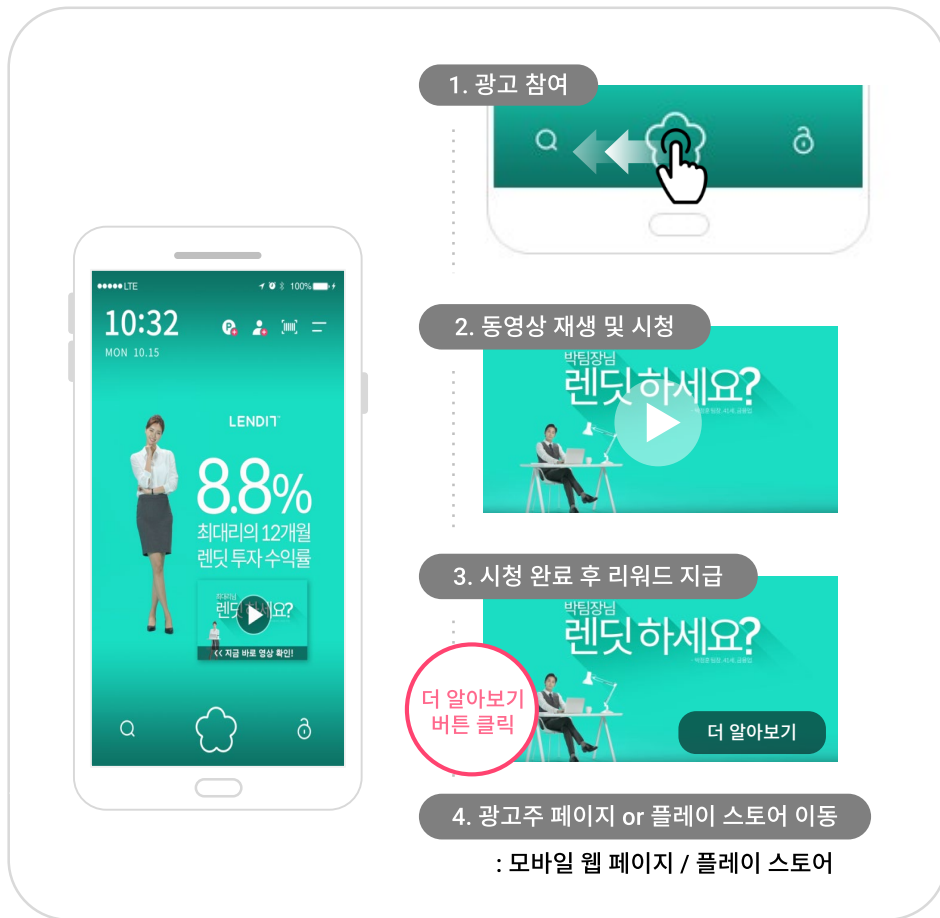 1. 광고 참여
LTE
100%
10:32
MON 10.15
LENDIT
8.8%
최대리의 12개월
렌딧 투자 수익률
최대리님
렌딧하세요?
<< 지금 바로 영상 확인!
2. 동영상 재생 및 시청
박팀장님
렌딧하세요?
3. 시청 완료 후 리워드 지급
박팀장님
렌딧하세요?
더 알아보기
버튼 클릭
더 알아보기
4. 광고주 페이지 or 플레이 스토어 이동
: 모바일 웹 페이지 / 플레이 스토어